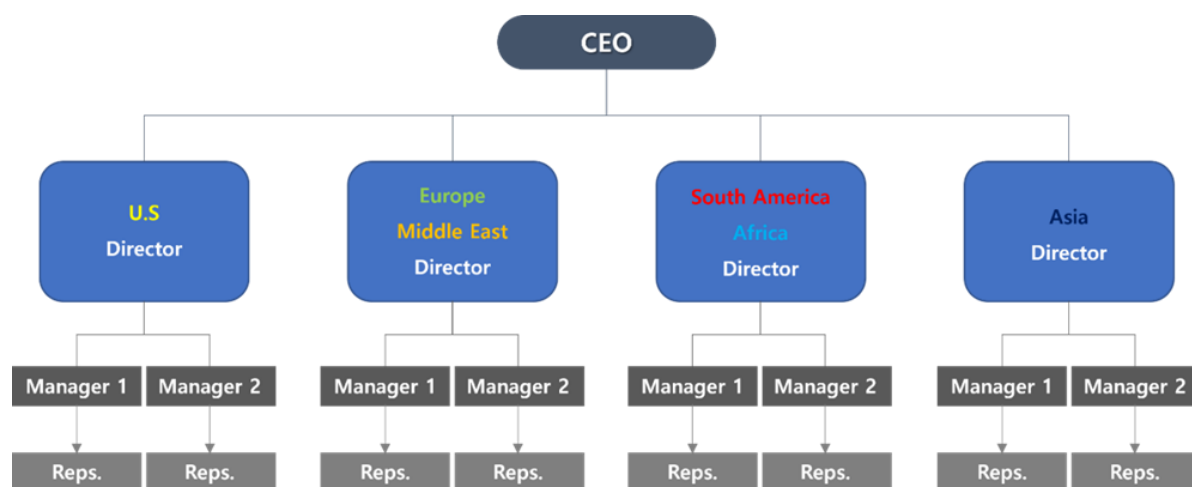 CEO
U.S
Director
Europe
Middle East
Director
South America
Africa
Director
Asia
Director
Manager 1
Manager 2
Manager 1
Manager 2
Manager 1
Manager 2
Manager 1
Manager 2
Reps.
Reps.
Reps.
Reps.
Reps.
Reps.
Reps.
Reps.